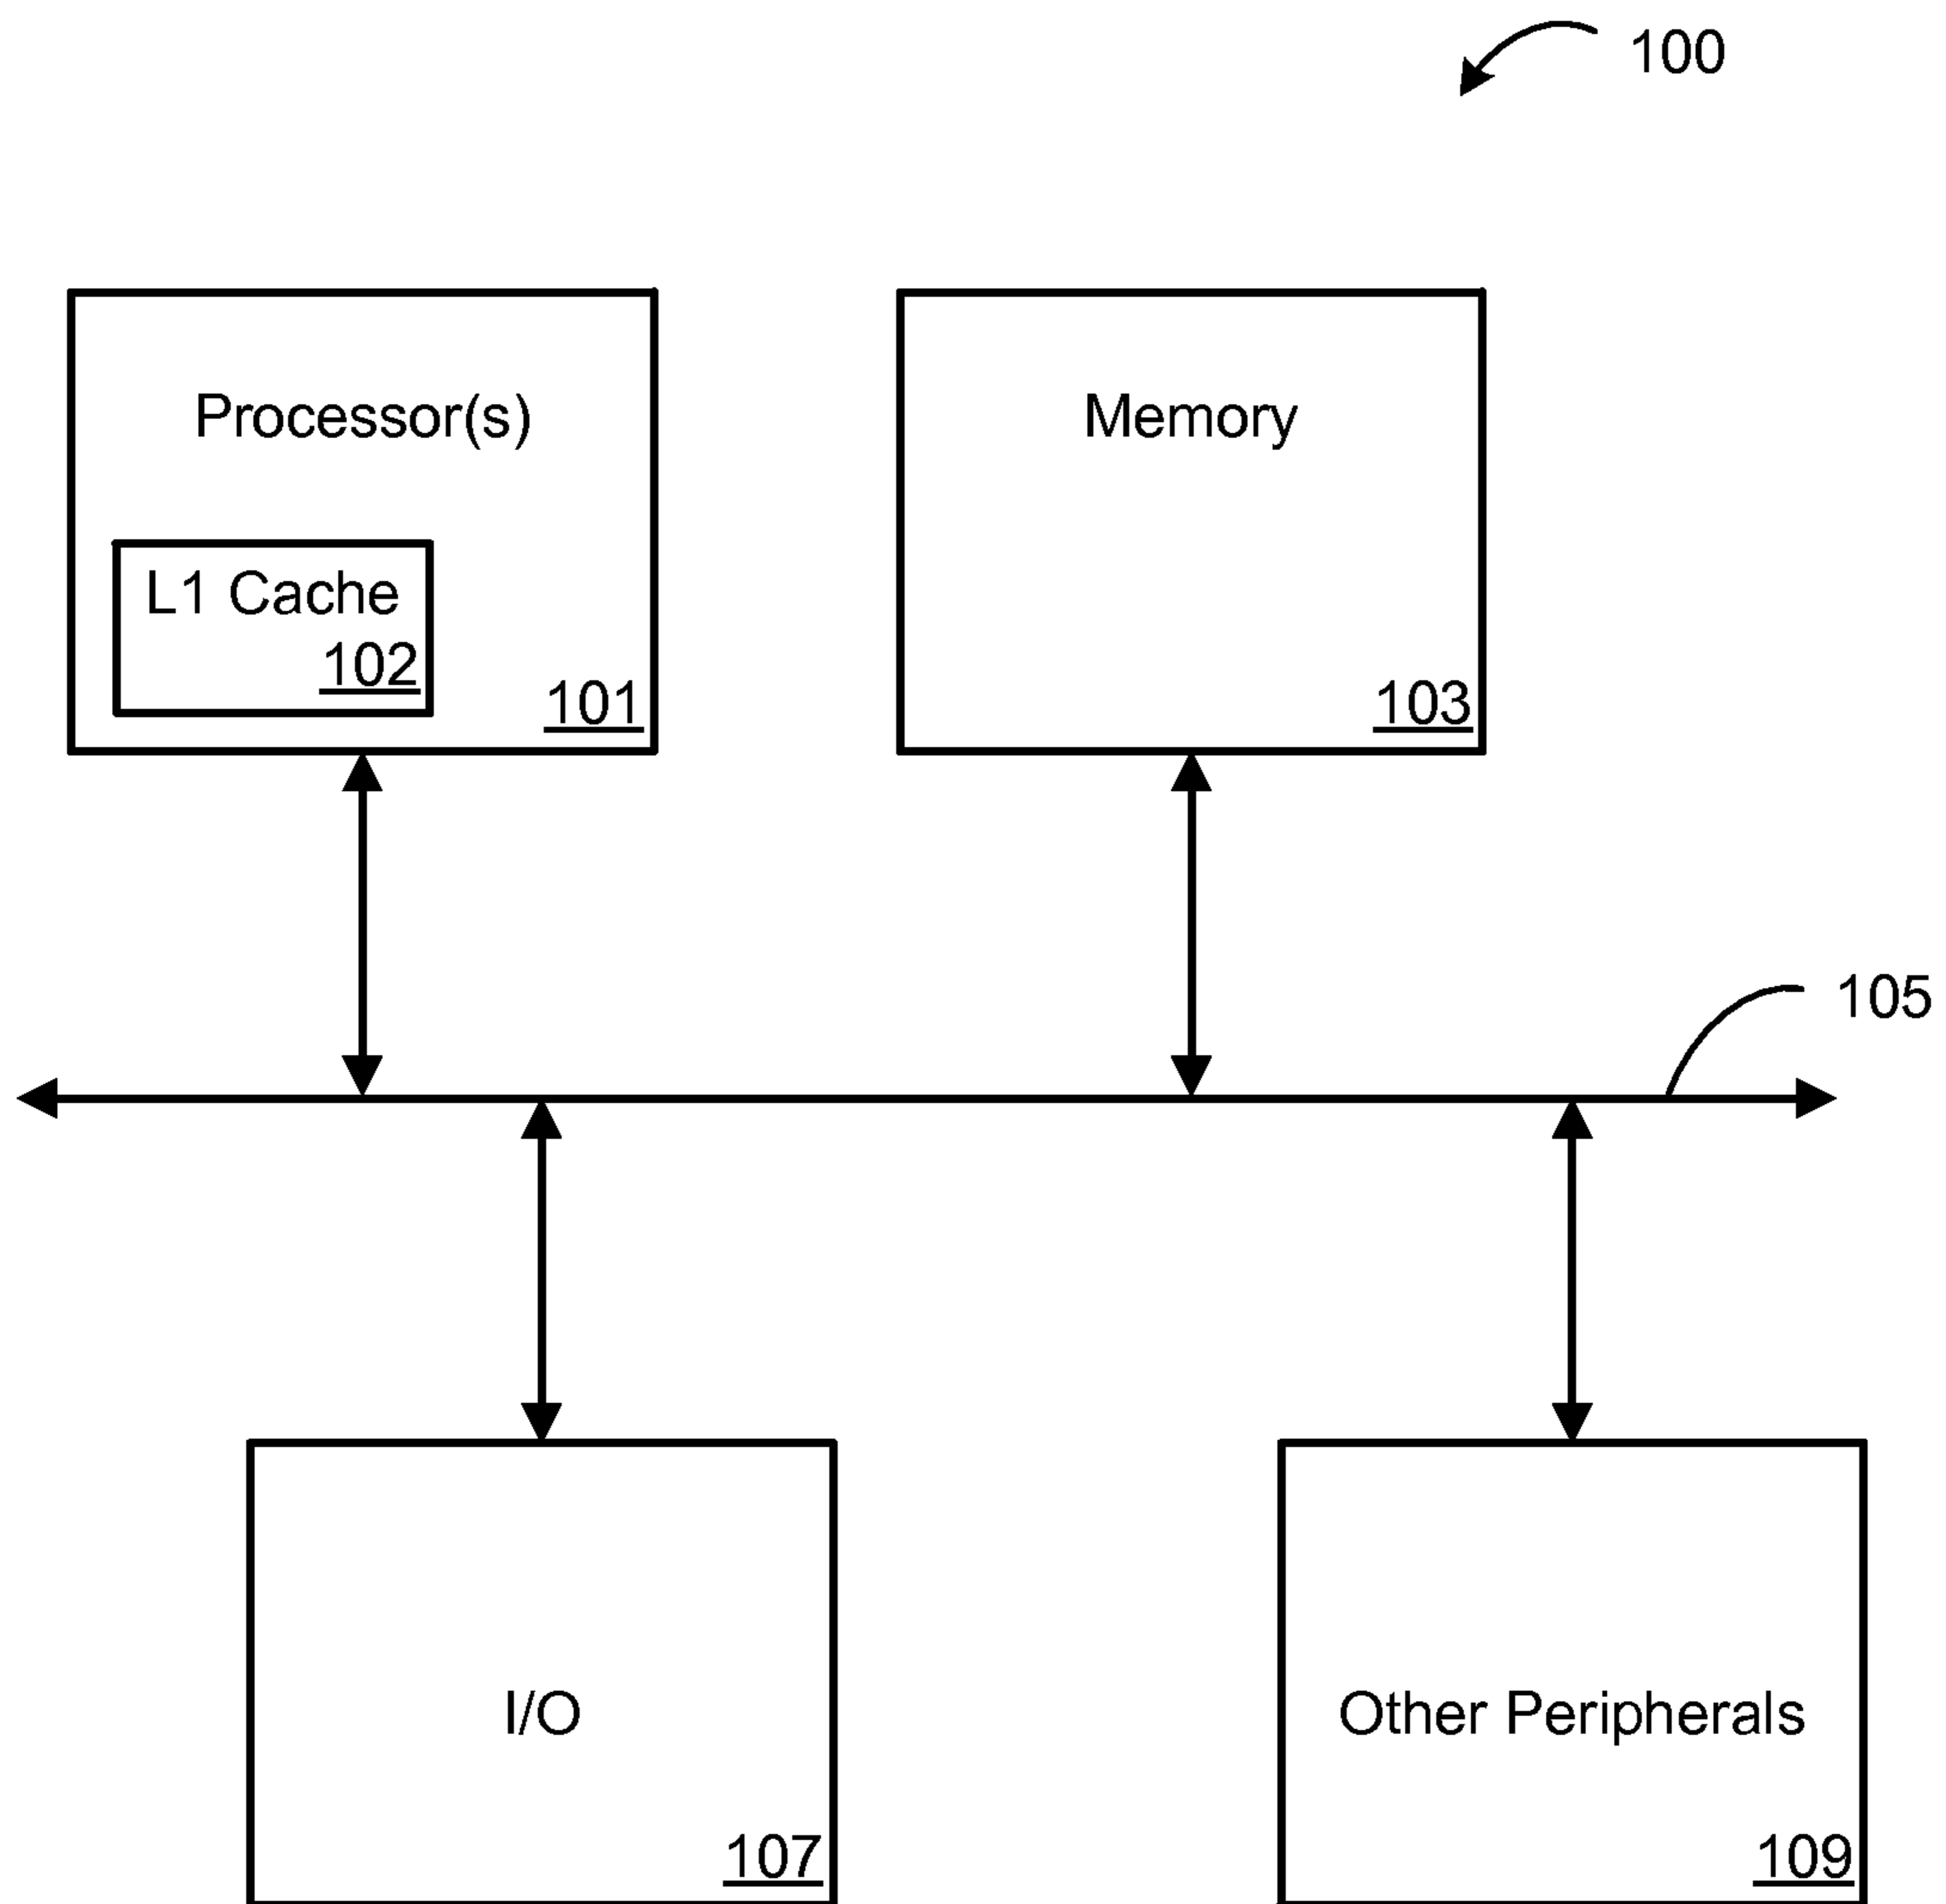 100
Processor(s)
Memory
L1 Cache
102
101
103
105
I/O
Other Peripherals
107
109